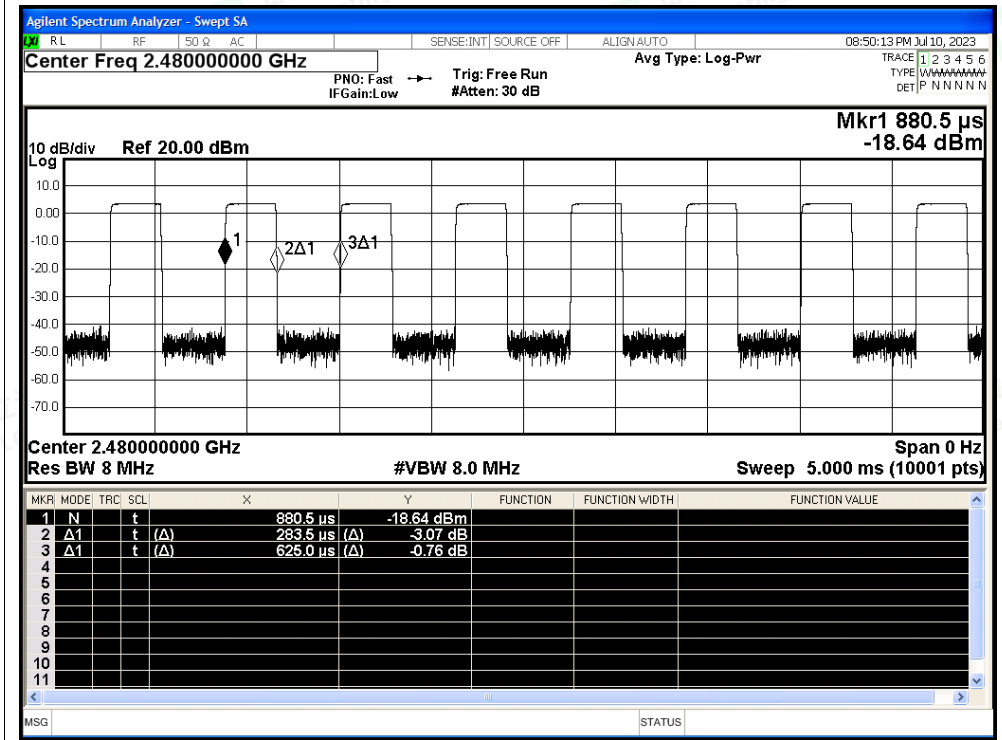 Agilent Spectrum Analyzer - Swept SA
LXI RL RF 50 Ω AC SENSE:INT SOURCE OFF ALIGN AUTO 08:50:13 PM Jul 10, 2023
Center Freq 2.480000000 GHz
PNO: Fast
IFGain:Low
Trig: Free Run
#Atten: 30 dB
Avg Type: Log-Pwr
TRACE 1 2 3 4 5 6
TYPE WWWWWW
DET P N N N N N
Mkr1 880.5 µs
-18.64 dBm
10 dB/div Ref 20.00 dBm
Log
10.0
0.00
-10.0
-20.0
-30.0
-40.0
-50.0
-60.0
-70.0
1
2Δ1
3Δ1
Center 2.480000000 GHz Span 0 Hz
Res BW 8 MHz #VBW 8.0 MHz Sweep 5.000 ms (10001 pts)
MKR MODE TRC SCL X Y FUNCTION FUNCTION WIDTH FUNCTION VALUE
1 N t 880.5 µs -18.64 dBm
2 Δ1 t (Δ) 283.5 µs (Δ) -3.07 dB
3 Δ1 t (Δ) 625.0 µs (Δ) -0.76 dB
4
5
6
7
8
9
10
11
MSG STATUS